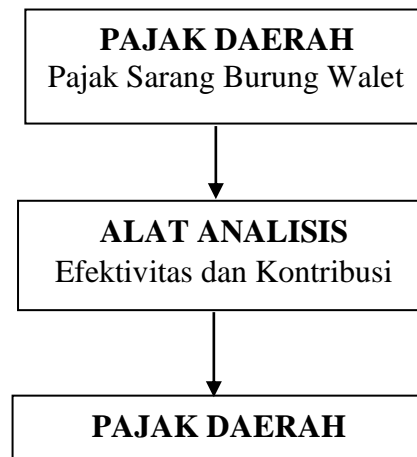 PAJAK DAERAH
Pajak Sarang Burung Walet
ALAT ANALISIS
Efektivitas dan Kontribusi
PAJAK DAERAH